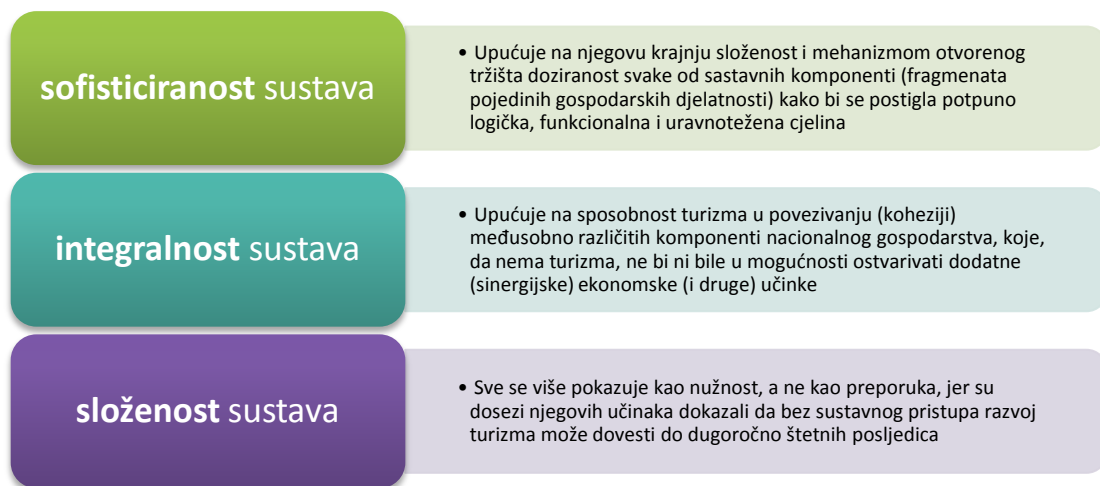 sofisticiranost sustava
• Upućuje na njegovu krajnju složenost i mehanizmom otvorenog
tržišta doziranost svake od sastavnih komponenti (fragmenata
pojedinih gospodarskih djelatnosti) kako bi se postigla potpuno
logička, funkcionalna i uravnotežena cjelina
integralnost sustava
• Upućuje na sposobnost turizma u povezivanju (koheziji)
međusobno različitih komponenti nacionalnog gospodarstva, koje,
da nema turizma, ne bi ni bile u mogućnosti ostvarivati dodatne
(sinergijske) ekonomske (i druge) učinke
složenost sustava
• Sve se više pokazuje kao nužnost, a ne kao preporuka, jer su
dosezi njegovih učinaka dokazali da bez sustavnog pristupa razvoj
turizma može dovesti do dugoročno štetnih posljedica